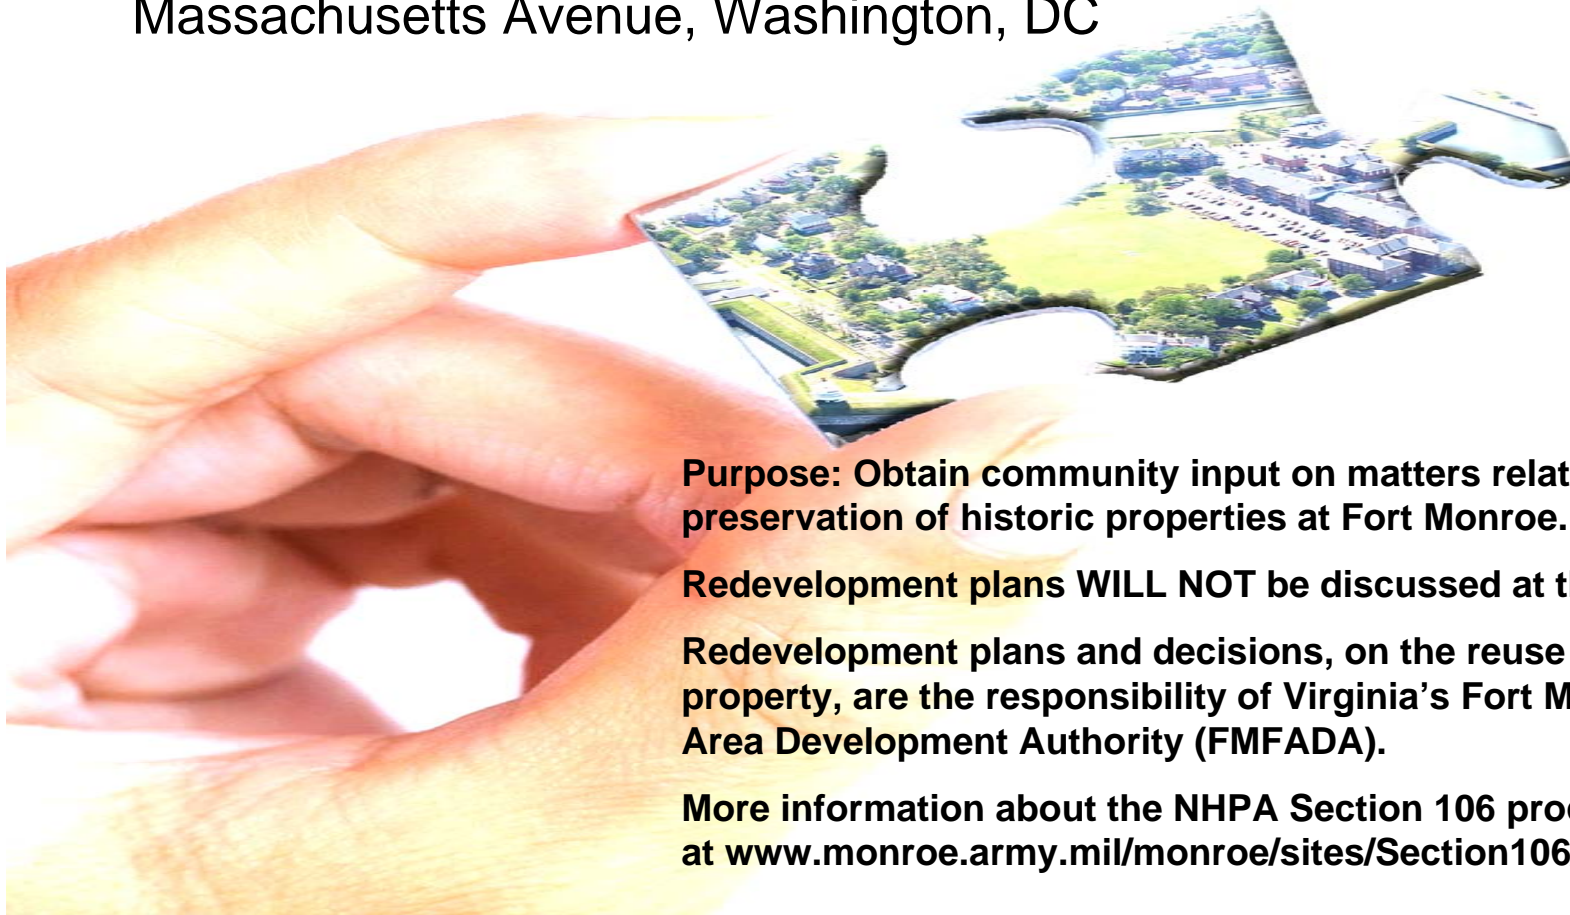 Massachusetts Avenue, Washington, DC
Purpose: Obtain community input on matters relat
preservation of historic properties at Fort Monroe.
Redevelopment plans WILL NOT be discussed at t
Redevelopment plans and decisions, on the reuse
property, are the responsibility of Virginia’s Fort M
Area Development Authority (FMFADA).
More information about the NHPA Section 106 pro
at www.monroe.army.mil/monroe/sites/Section106